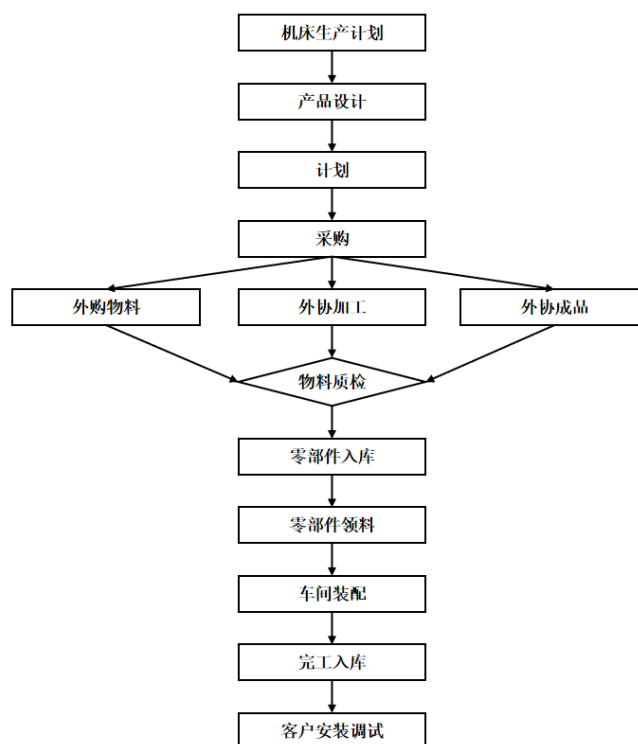 机床生产计划
产品设计
计划
采购
外购物料
外协加工
外协成品
物料质检
零部件入库
零部件领料
车间装配
完工入库
客户安装调试